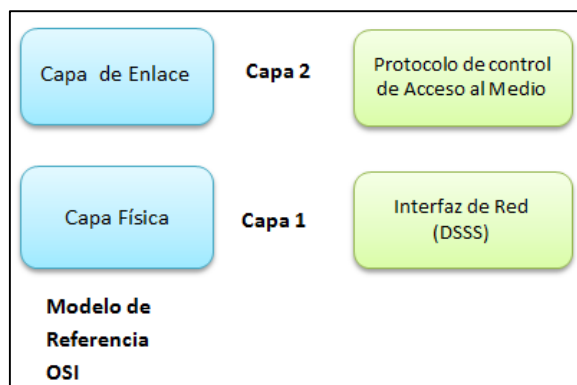 Capa de Enlace
Capa 2
Protocolo de control
de Acceso al Medio
Capa Física
Capa 1
Interfaz de Red
(DSSS)
Modelo de
Referencia
OSI